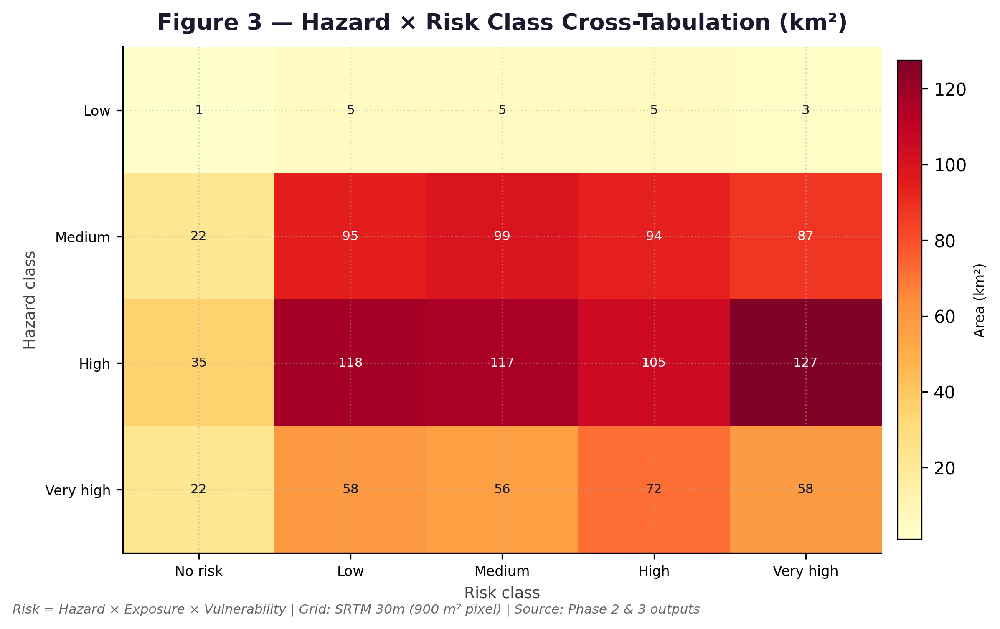 Figure 3 — Hazard × Risk Class Cross-Tabulation (km²)
Low 1 5 5 5 3
Medium 22 95 99 94 87
High 35 118 117 105 127
Very high 22 58 56 72 58
Hazard class
No risk Low Medium High Very high
Risk class
120
100
80
60
40
20
Area (km²)
Risk = Hazard × Exposure × Vulnerability | Grid: SRTM 30m (900 m² pixel) | Source: Phase 2 & 3 outputs